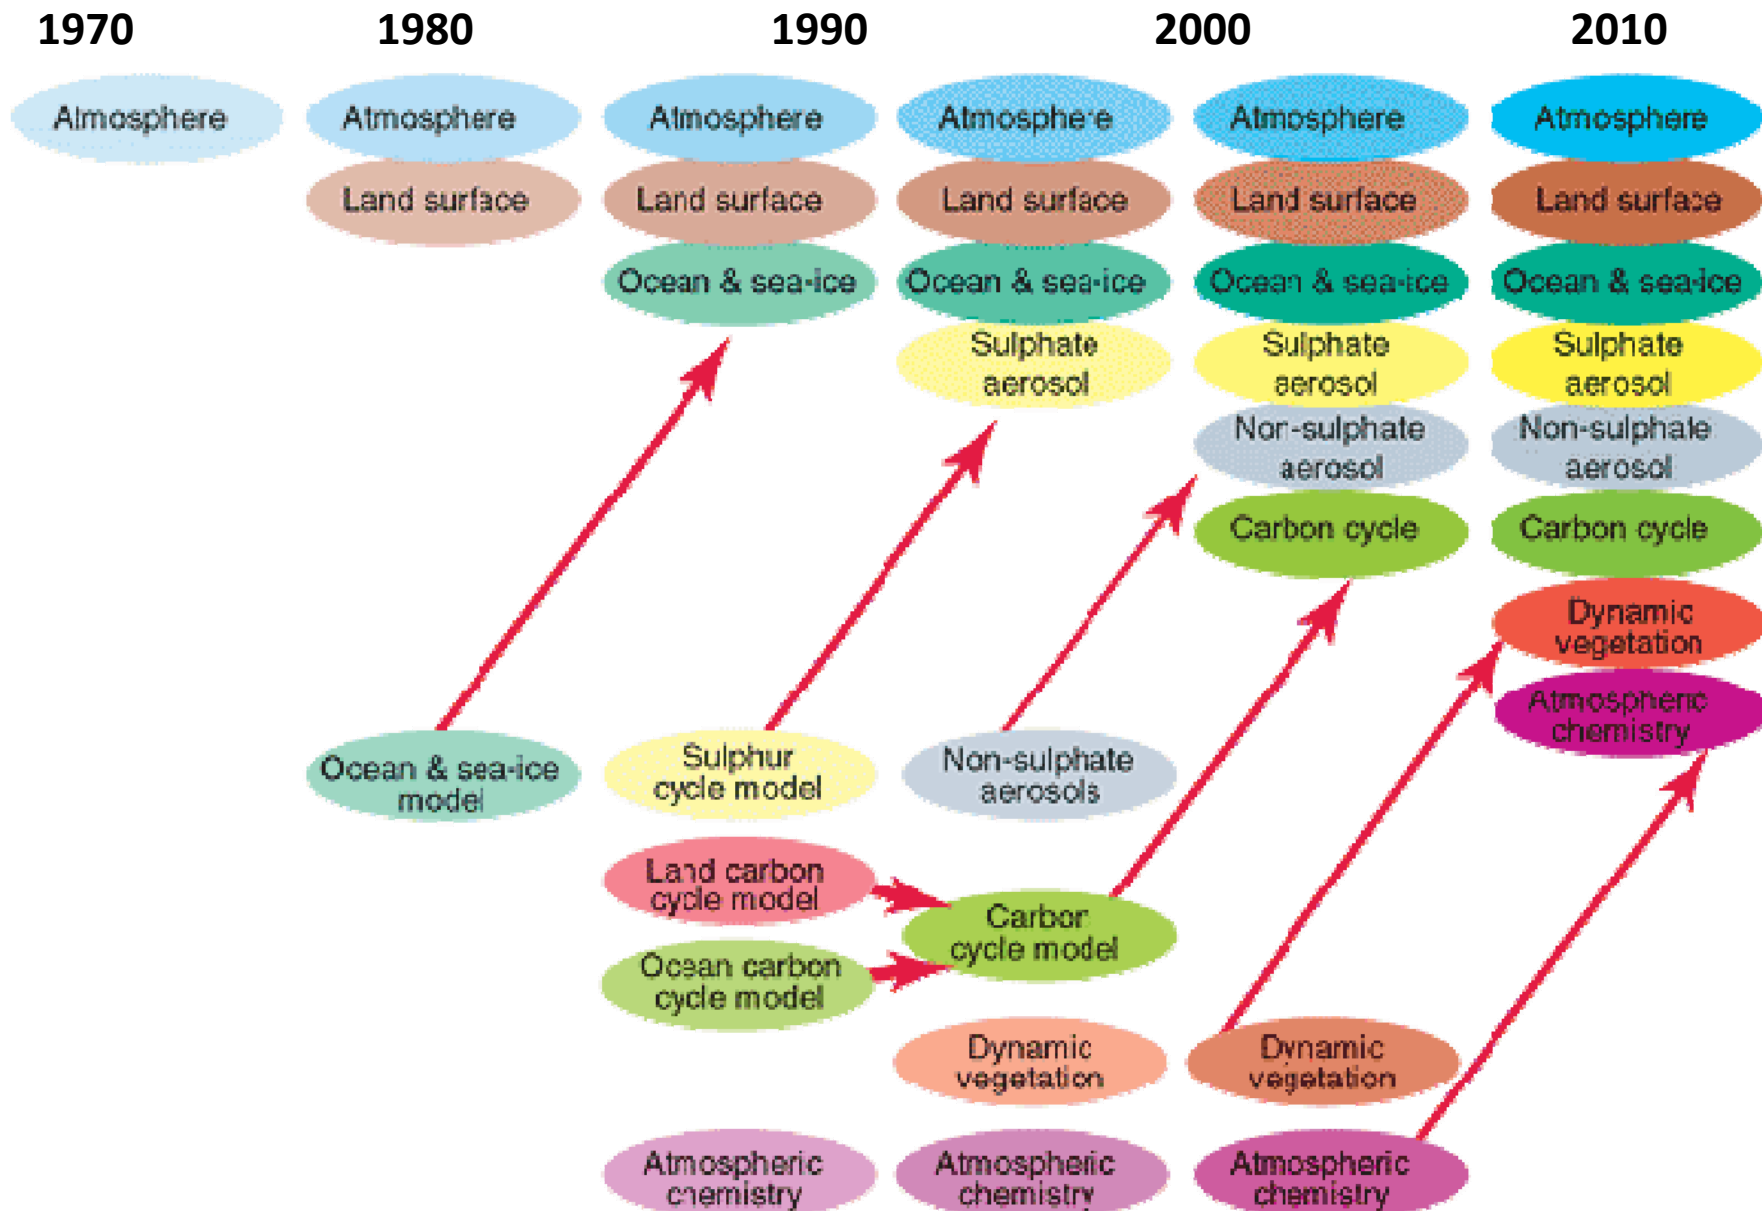 1970 1980 1990 2000 2010
Atmosphere Atmosphere Atmosphere Atmosphere Atmosphere Atmosphere
Land surface Land surface Land surface Land surface Land surface
Ocean & sea-ice Ocean & sea-ice Ocean & sea-ice Ocean & sea-ice
Sulphate Sulphate Sulphate
aerosol aerosol aerosol
Non-sulphate Non-sulphate
aerosol aerosol
Carbon cycle Carbon cycle
Dynamic
vegetation
Atmospheric
chemistry
Ocean & sea-ice
model
Sulphur
cycle model
Non-sulphate
aerosols
Land carbon
cycle model
Carbon
cycle model
Ocean carbon
cycle model
Dynamic Dynamic
vegetation vegetation
Atmospheric Atmospheric Atmospheric
chemistry chemistry chemistry